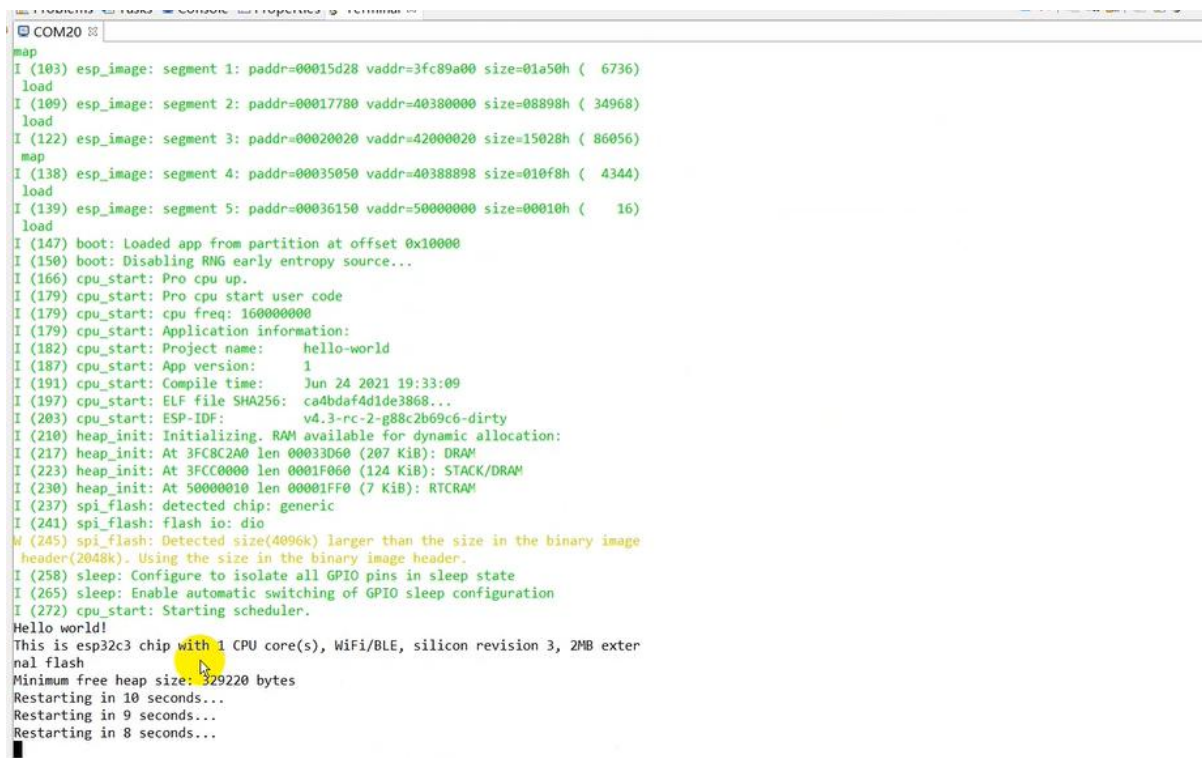 COM20
map
I (103) esp_image: segment 1: paddr=00015d28 vaddr=3fc89a00 size=01a50h (  6736)
 load
I (109) esp_image: segment 2: paddr=00017780 vaddr=40380000 size=08898h ( 34968)
 load
I (122) esp_image: segment 3: paddr=00020020 vaddr=42000020 size=15028h ( 86056)
 map
I (138) esp_image: segment 4: paddr=00035050 vaddr=40388898 size=010f8h (  4344)
 load
I (139) esp_image: segment 5: paddr=00036150 vaddr=50000000 size=00010h (    16)
 load
I (147) boot: Loaded app from partition at offset 0x10000
I (150) boot: Disabling RNG early entropy source...
I (166) cpu_start: Pro cpu up.
I (179) cpu_start: Pro cpu start user code
I (179) cpu_start: cpu freq: 160000000
I (179) cpu_start: Application information:
I (182) cpu_start: Project name:     hello-world
I (187) cpu_start: App version:      1
I (191) cpu_start: Compile time:     Jun 24 2021 19:33:09
I (197) cpu_start: ELF file SHA256:  ca4bdaf4d1de3868...
I (203) cpu_start: ESP-IDF:          v4.3-rc-2-g88c2b69c6-dirty
I (210) heap_init: Initializing. RAM available for dynamic allocation:
I (217) heap_init: At 3FC8C2A0 len 00033D60 (207 KiB): DRAM
I (223) heap_init: At 3FCC0000 len 0001F060 (124 KiB): STACK/DRAM
I (230) heap_init: At 50000010 len 00001FF0 (7 KiB): RTCRAM
I (237) spi_flash: detected chip: generic
I (241) spi_flash: flash io: dio
W (245) spi_flash: Detected size(4096k) larger than the size in the binary image
 header(2048k). Using the size in the binary image header.
I (258) sleep: Configure to isolate all GPIO pins in sleep state
I (265) sleep: Enable automatic switching of GPIO sleep configuration
I (272) cpu_start: Starting scheduler.
Hello world!
This is esp32c3 chip with 1 CPU core(s), WiFi/BLE, silicon revision 3, 2MB exter
nal flash
Minimum free heap size: 329220 bytes
Restarting in 10 seconds...
Restarting in 9 seconds...
Restarting in 8 seconds...